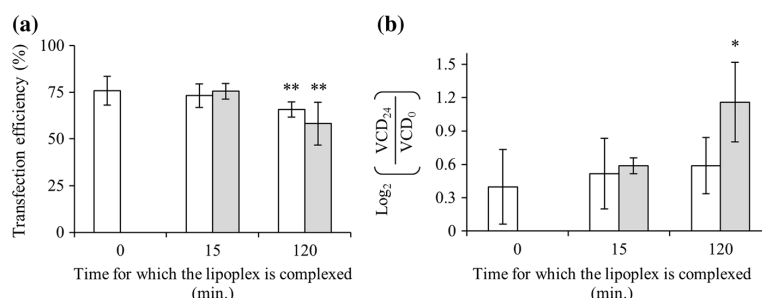 (a)
Transfection efficiency (%)
100
75
50
25
0
** **
0 15 120
Time for which the lipoplex is complexed
(min.)
(b)
Log2 { VCD24 / VCD0 }
1.5
1.2
0.9
0.6
0.3
0
*
0 15 120
Time for which the lipoplex is complexed
(min.)